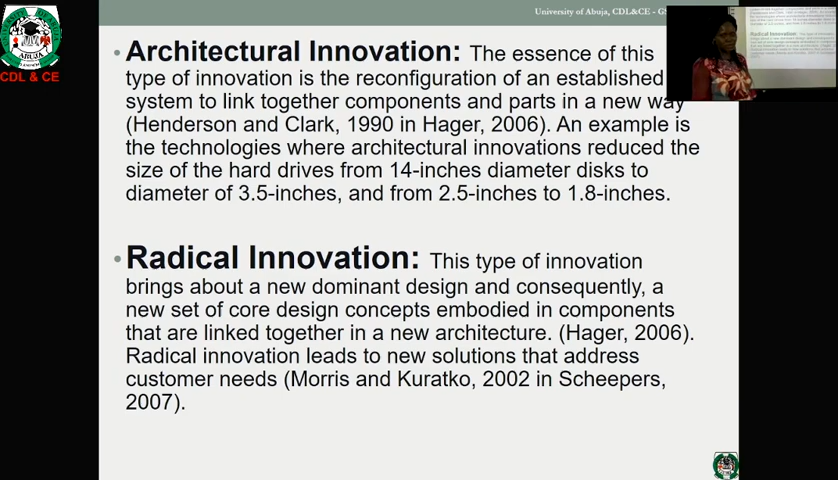 University of Abuja, CDL&CE - GS
• Architectural Innovation: The essence of this
type of innovation is the reconfiguration of an established
system to link together components and parts in a new way
(Henderson and Clark, 1990 in Hager, 2006). An example is
the technologies where architectural innovations reduced the
size of the hard drives from 14-inches diameter disks to
diameter of 3.5-inches, and from 2.5-inches to 1.8-inches.
• Radical Innovation: This type of innovation
brings about a new dominant design and consequently, a
new set of core design concepts embodied in components
that are linked together in a new architecture. (Hager, 2006).
Radical innovation leads to new solutions that address
customer needs (Morris and Kuratko, 2002 in Scheepers,
2007).
ABUJA
CDL & CE
Radical Innovation: